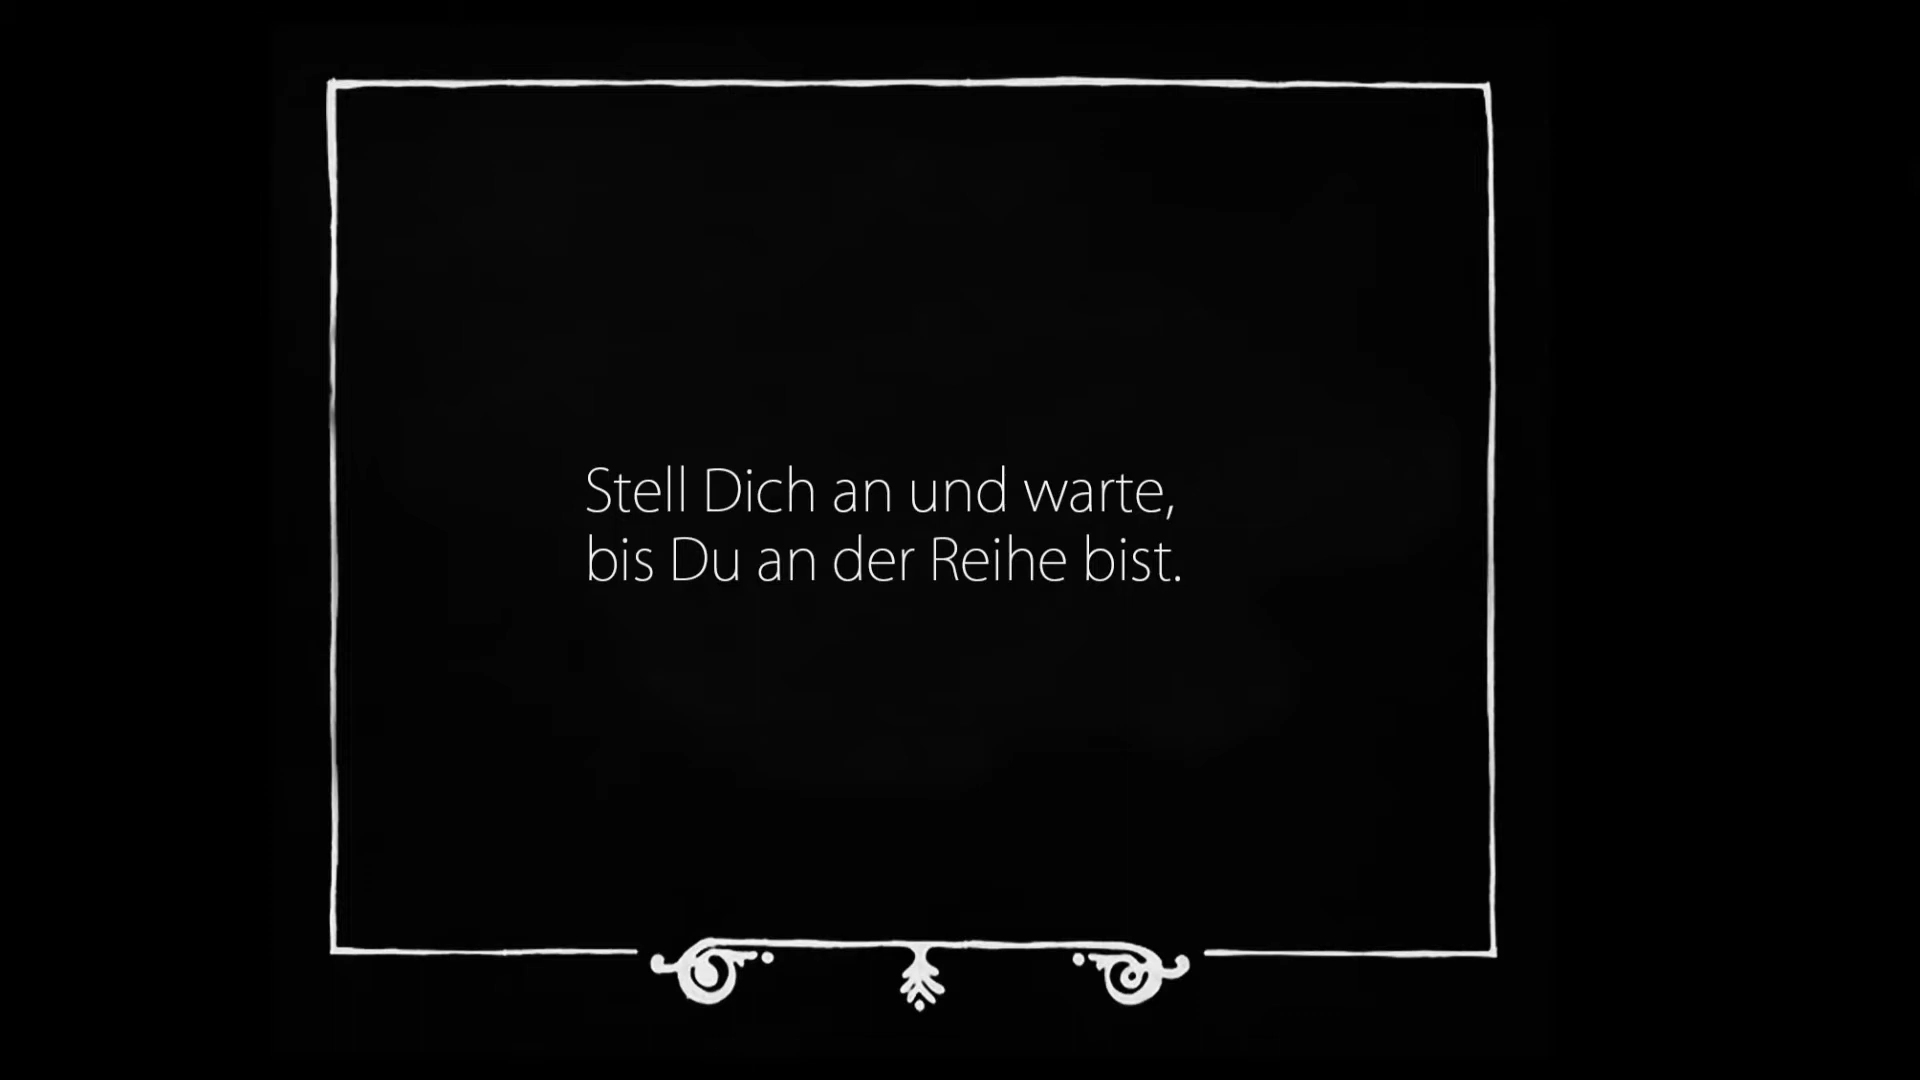 Stell Dich an und warte,
bis Du an der Reihe bist.